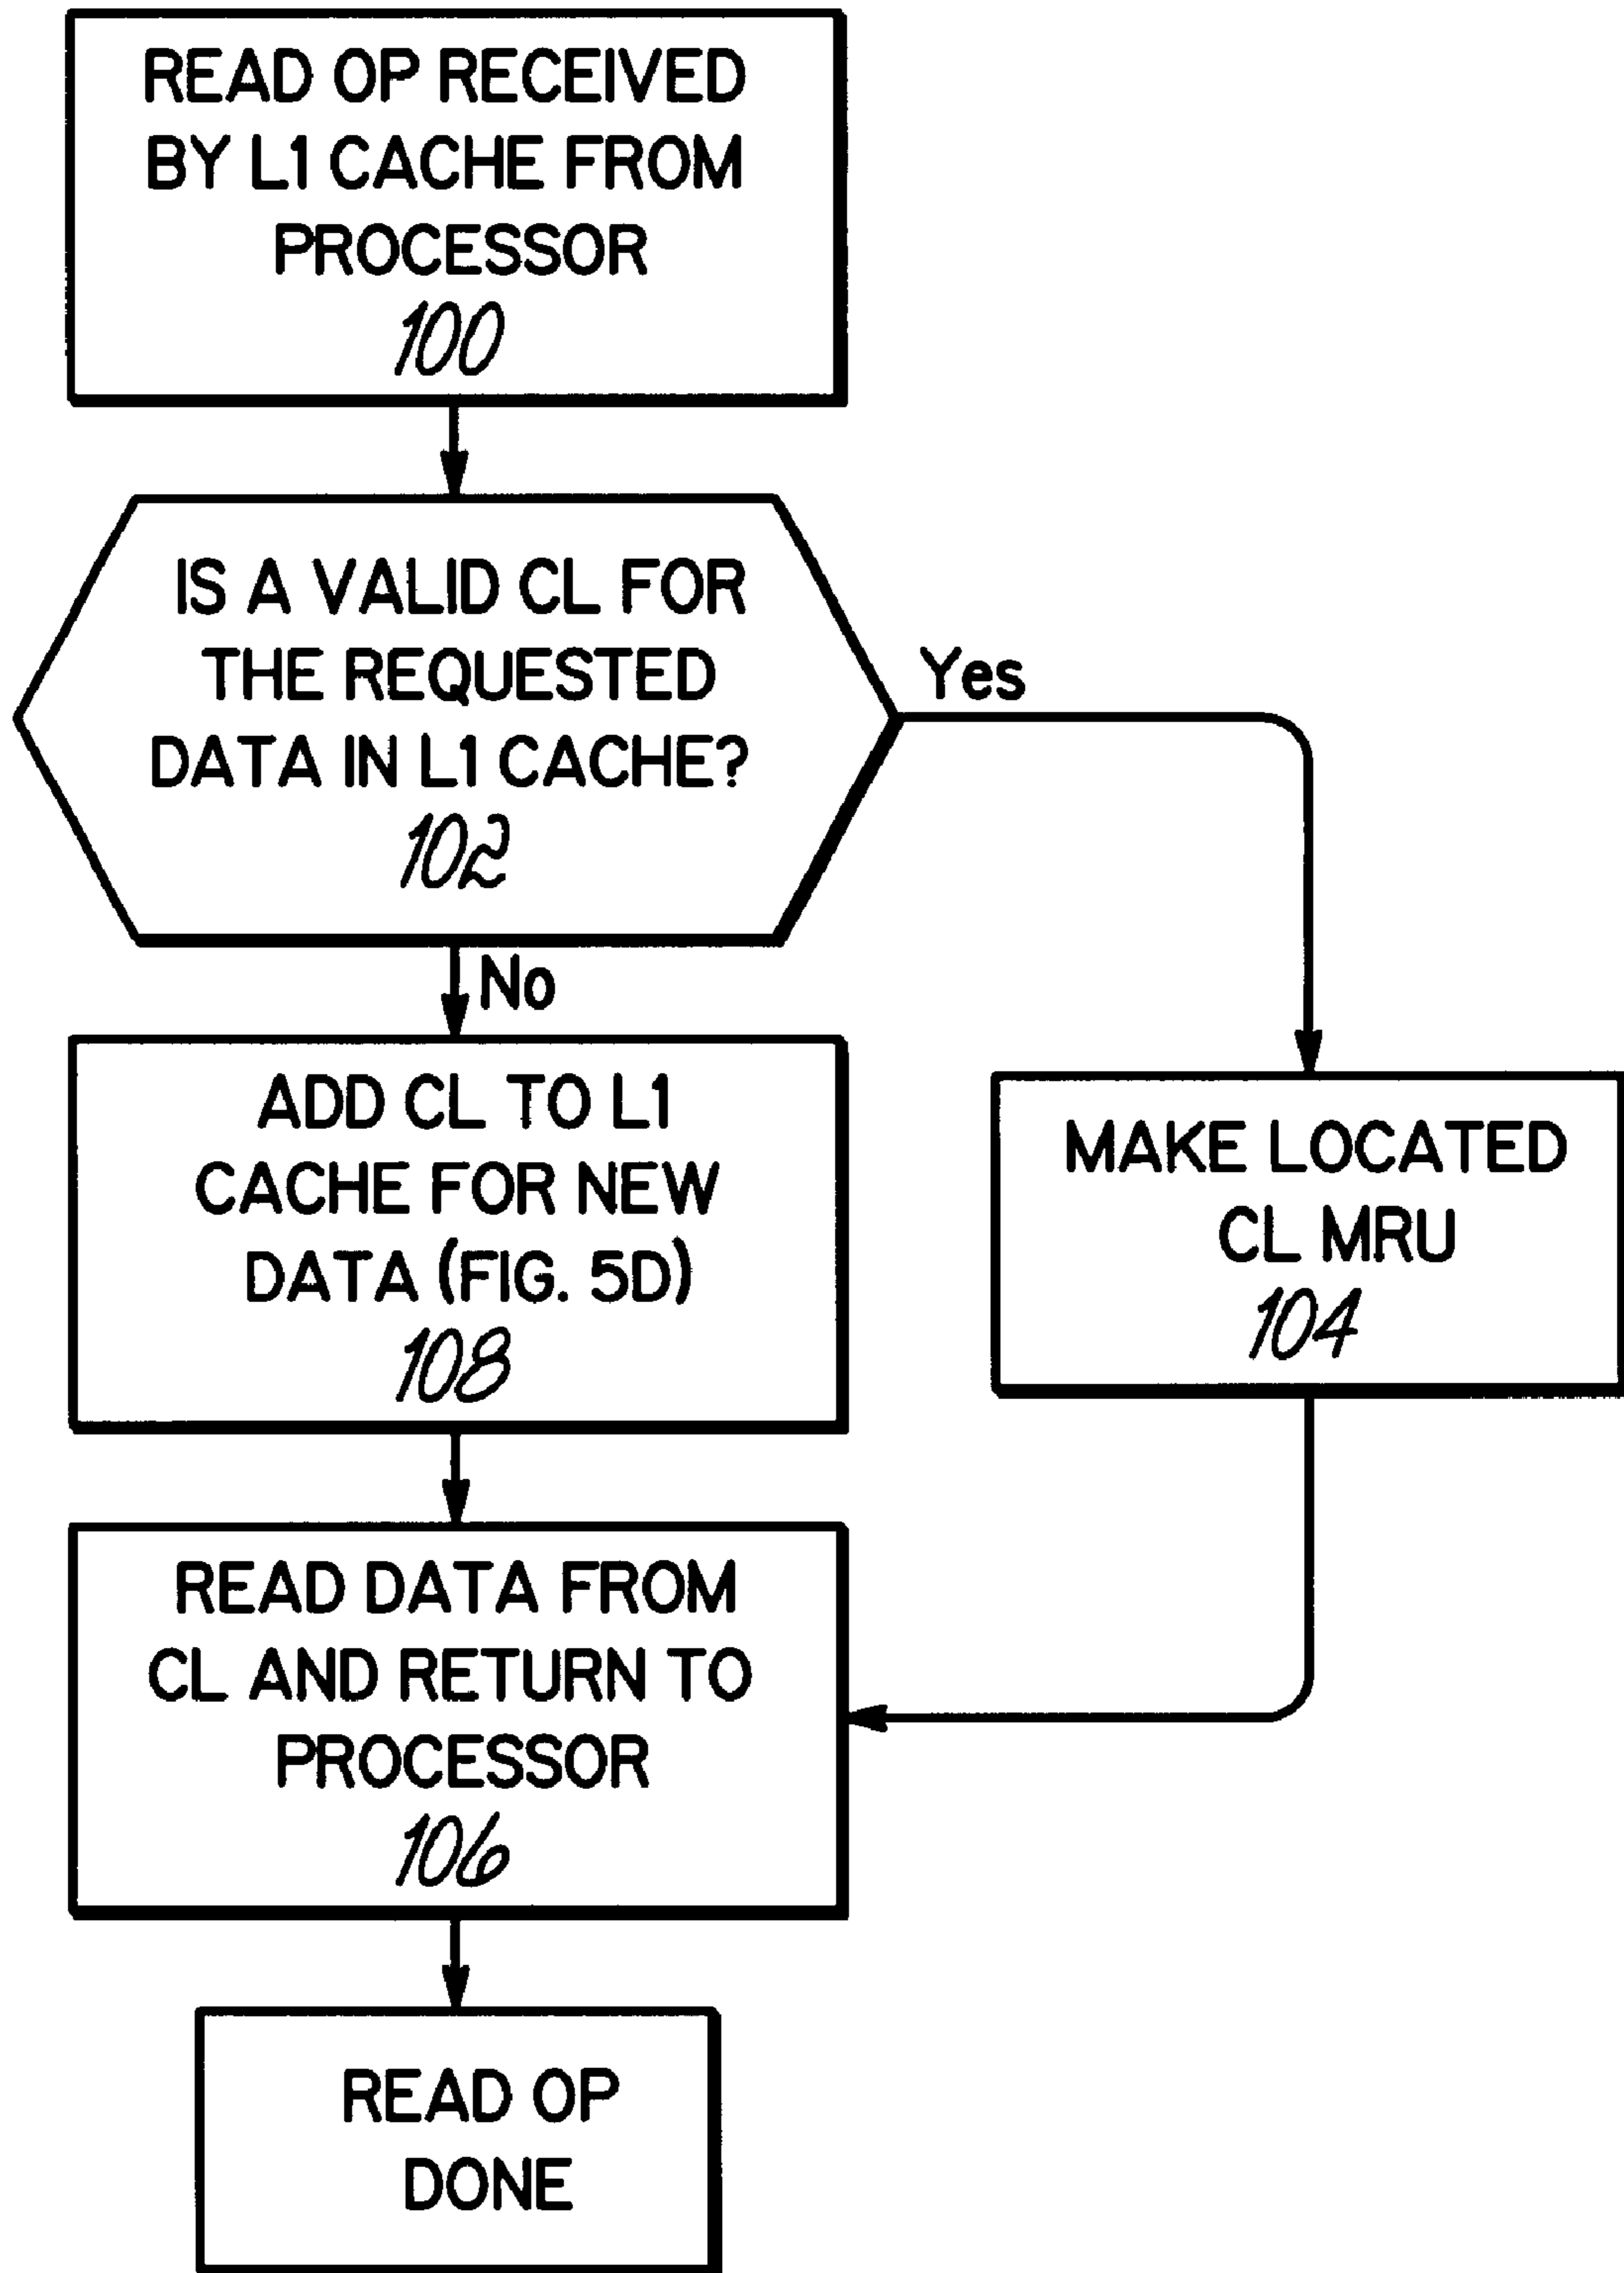 READ OP RECEIVED
BY L1 CACHE FROM
PROCESSOR
100
IS A VALID CL FOR
THE REQUESTED
DATA IN L1 CACHE?
102
Yes
No
ADD CL TO L1
CACHE FOR NEW
DATA (FIG. 5D)
108
MAKE LOCATED
CL MRU
104
READ DATA FROM
CL AND RETURN TO
PROCESSOR
106
READ OP
DONE